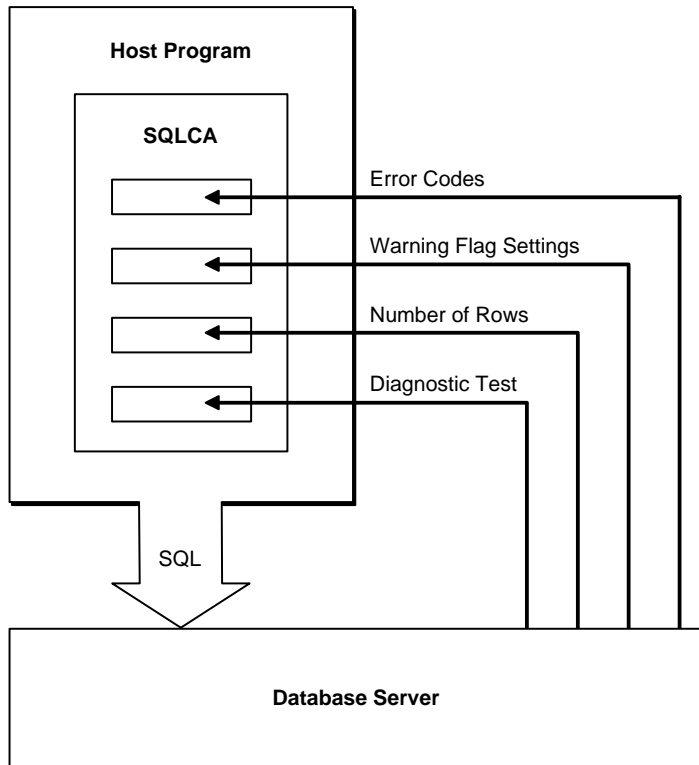 Host Program
SQLCA
Error Codes
Warning Flag Settings
Number of Rows
Diagnostic Test
SQL
Database Server